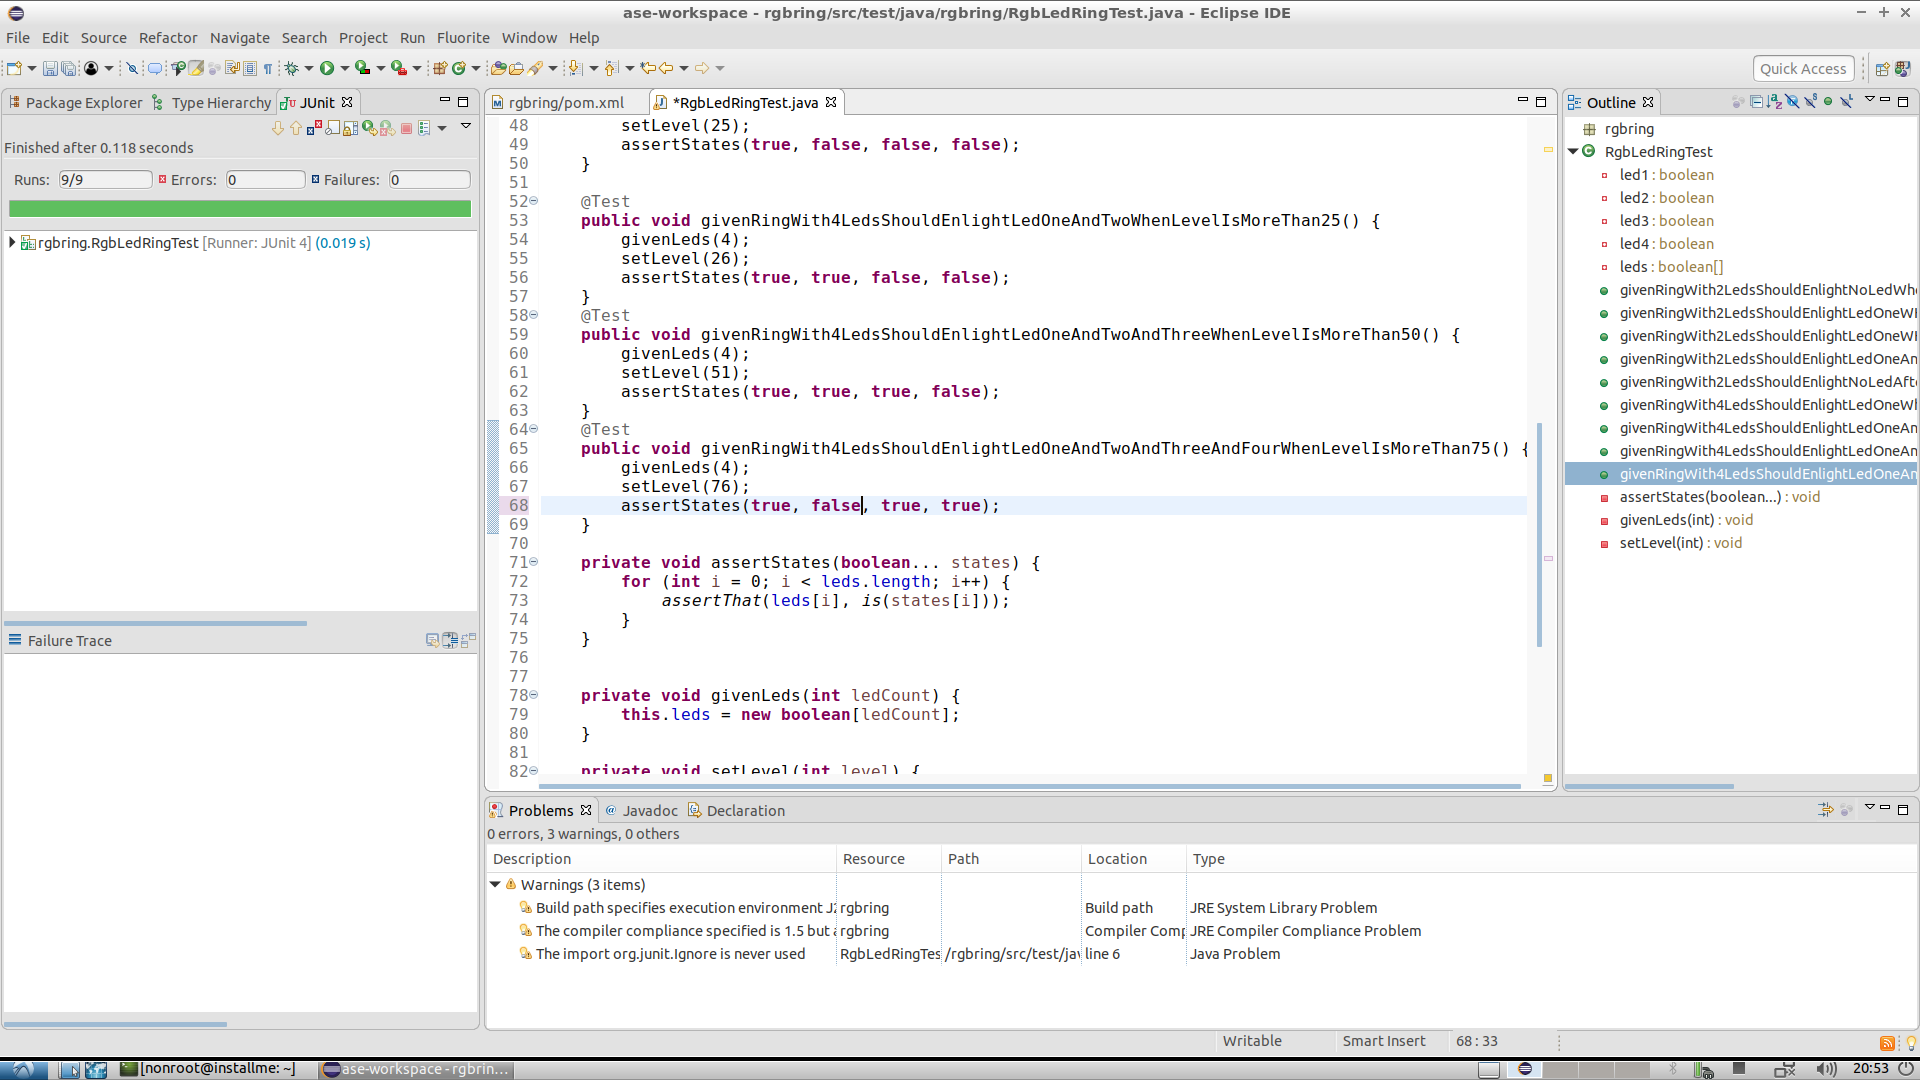 ase-workspace - rgbring/src/test/java/rgbring/RgbLedRingTest.java - Eclipse IDE
File Edit Source Refactor Navigate Search Project Run Fluorite Window Help
Quick Access
Package Explorer Type Hierarchy JUnit
Finished after 0.118 seconds
Runs: 9/9 Errors: 0 Failures: 0
rgbring.RgbLedRingTest [Runner: JUnit 4] (0.019 s)
Failure Trace
rgbring/pom.xml *RgbLedRingTest.java
48 setLevel(25);
49 assertStates(true, false, false, false);
50 }
51
52 @Test
53 public void givenRingWith4LedsShouldEnlightLedOneAndTwoWhenLevelIsMoreThan25() {
54 givenLeds(4);
55 setLevel(26);
56 assertStates(true, true, false, false);
57 }
58 @Test
59 public void givenRingWith4LedsShouldEnlightLedOneAndTwoAndThreeWhenLevelIsMoreThan50() {
60 givenLeds(4);
61 setLevel(51);
62 assertStates(true, true, true, false);
63 }
64 @Test
65 public void givenRingWith4LedsShouldEnlightLedOneAndTwoAndThreeAndFourWhenLevelIsMoreThan75() {
66 givenLeds(4);
67 setLevel(76);
68 assertStates(true, false, true, true);
69 }
70
71 private void assertStates(boolean... states) {
72 for (int i = 0; i < leds.length; i++) {
73 assertThat(leds[i], is(states[i]));
74 }
75 }
76
77
78 private void givenLeds(int ledCount) {
79 this.leds = new boolean[ledCount];
80 }
81
82 private void setLevel(int level) {
Outline
rgbring
RgbLedRingTest
led1 : boolean
led2 : boolean
led3 : boolean
led4 : boolean
leds : boolean[]
givenRingWith2LedsShouldEnlightNoLedWh
givenRingWith2LedsShouldEnlightLedOneW
givenRingWith2LedsShouldEnlightLedOneW
givenRingWith2LedsShouldEnlightLedOneAn
givenRingWith2LedsShouldEnlightNoLedAft
givenRingWith4LedsShouldEnlightLedOneWh
givenRingWith4LedsShouldEnlightLedOneAn
givenRingWith4LedsShouldEnlightLedOneAn
givenRingWith4LedsShouldEnlightLedOneAn
assertStates(boolean...) : void
givenLeds(int) : void
setLevel(int) : void
Problems Javadoc Declaration
0 errors, 3 warnings, 0 others
Description Resource Path Location Type
Warnings (3 items)
Build path specifies execution environment J2 rgbring Build path JRE System Library Problem
The compiler compliance specified is 1.5 but a rgbring Compiler Comp JRE Compiler Compliance Problem
The import org.junit.Ignore is never used RgbLedRingTes /rgbring/src/test/jav line 6 Java Problem
Writable Smart Insert 68 : 33
[nonroot@installme: ~] ase-workspace - rgbrin... 20:53